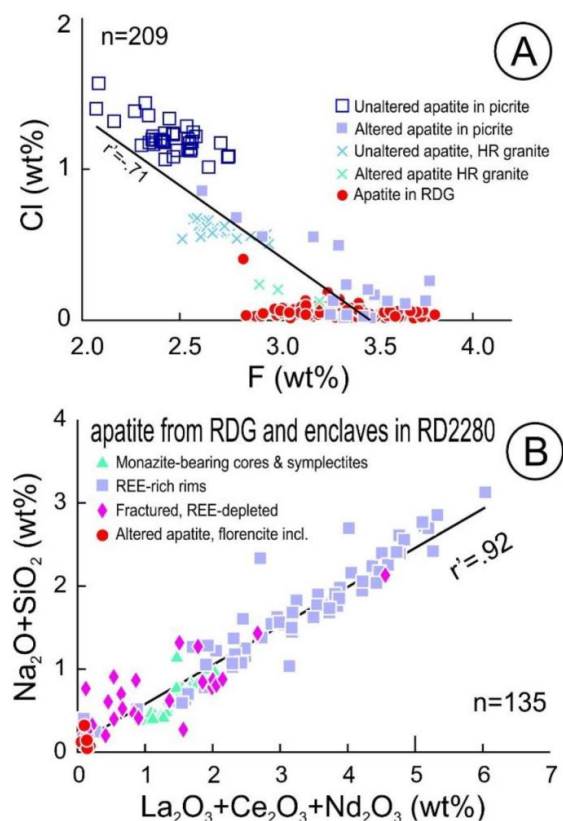 2
n=209
A
Unaltered apatite in picrite
Altered apatite in picrite
Unaltered apatite, HR granite
Altered apatite HR granite
Apatite in RDG
Cl (wt%)
1
r'=.71
0
2.0
2.5
3.0
3.5
4.0
F (wt%)
4
apatite from RDG and enclaves in RD2280
B
Monazite-bearing cores & symplectites
REE-rich rims
Fractured, REE-depleted
Altered apatite, florencite incl.
3
r'=.92
Na₂O+SiO₂ (wt%)
2
1
n=135
0
0
1
2
3
4
5
6
7
La₂O₃+Ce₂O₃+Nd₂O₃ (wt%)